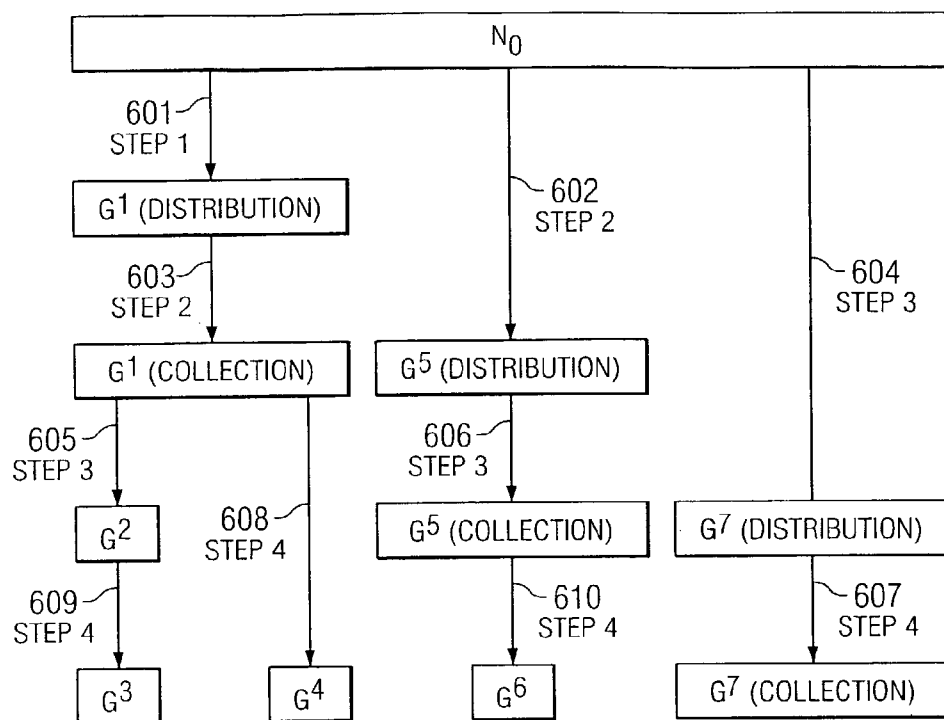 N₀
601
STEP 1
602
STEP 2
G¹ (DISTRIBUTION)
603
STEP 2
604
STEP 3
G¹ (COLLECTION)
G⁵ (DISTRIBUTION)
605
STEP 3
606
STEP 3
608
STEP 4
G²
G⁵ (COLLECTION)
G⁷ (DISTRIBUTION)
609
STEP 4
610
STEP 4
607
STEP 4
G³
G⁴
G⁶
G⁷ (COLLECTION)